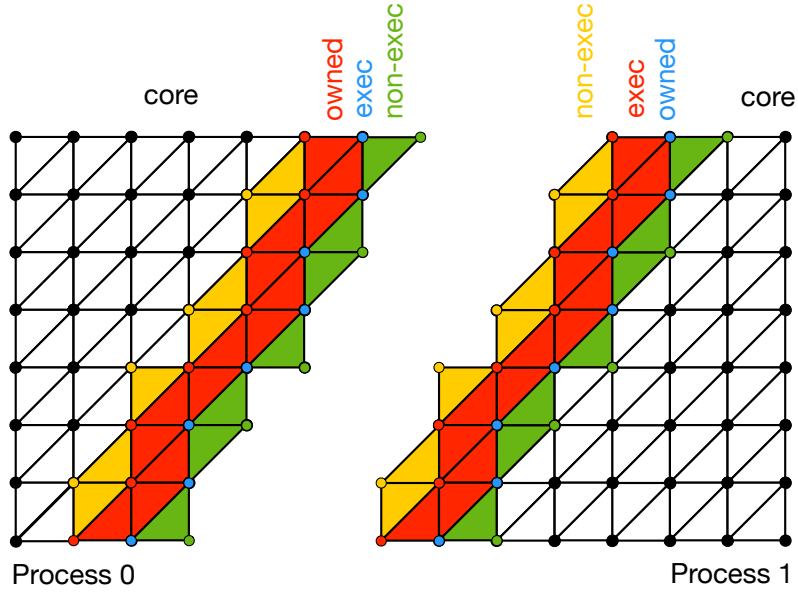 core
owned
exec
non-exec
non-exec
exec
owned
core
Process 0
Process 1